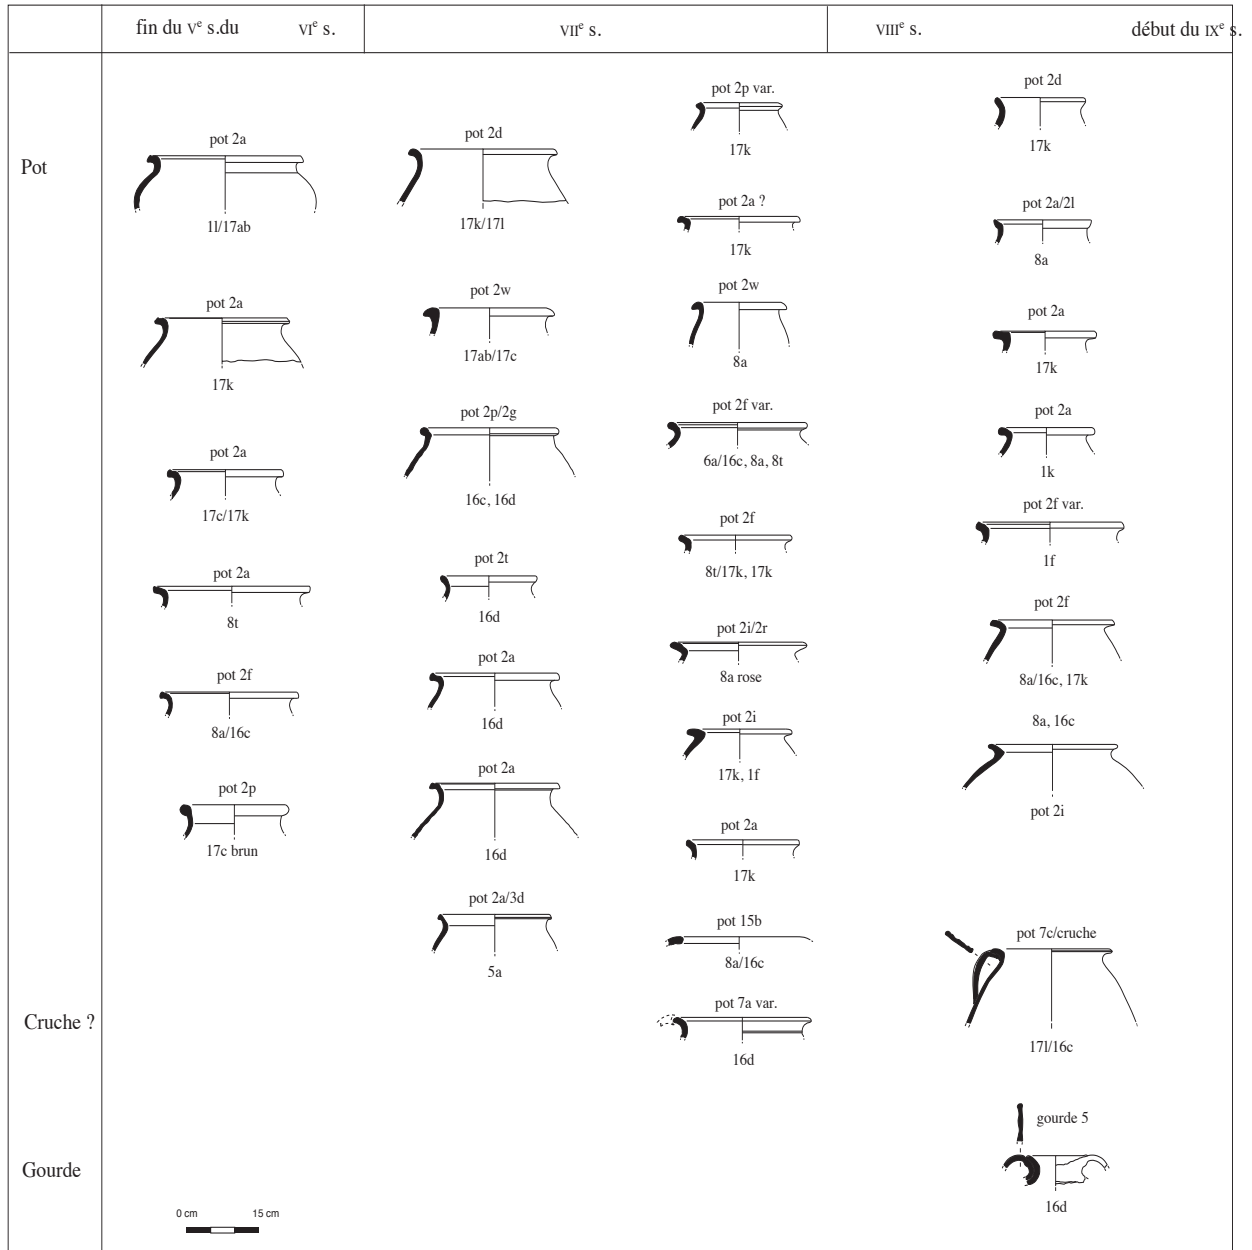 fin du Ve s.du VIe s. VIIe s. VIIIe s. début du IXe s.
Pot
pot 2a
1l/17ab
pot 2a
17k
pot 2a
17c/17k
pot 2a
8t
pot 2f
8a/16c
pot 2p
17c brun
pot 2d
17k/17l
pot 2w
17ab/17c
pot 2p/2g
16c, 16d
pot 2t
16d
pot 2a
16d
pot 2a
16d
pot 2a/3d
5a
pot 2p var.
17k
pot 2a ?
17k
pot 2w
8a
pot 2f var.
6a/16c, 8a, 8t
pot 2f
8t/17k, 17k
pot 2i/2r
8a rose
pot 2i
17k, 1f
pot 2a
17k
pot 15b
8a/16c
pot 7a var.
16d
pot 2d
17k
pot 2a/2l
8a
pot 2a
17k
pot 2a
1k
pot 2f var.
1f
pot 2f
8a/16c, 17k
8a, 16c
pot 2i
pot 7c/cruche
17l/16c
Cruche ?
gourde 5
16d
Gourde
0 cm 15 cm